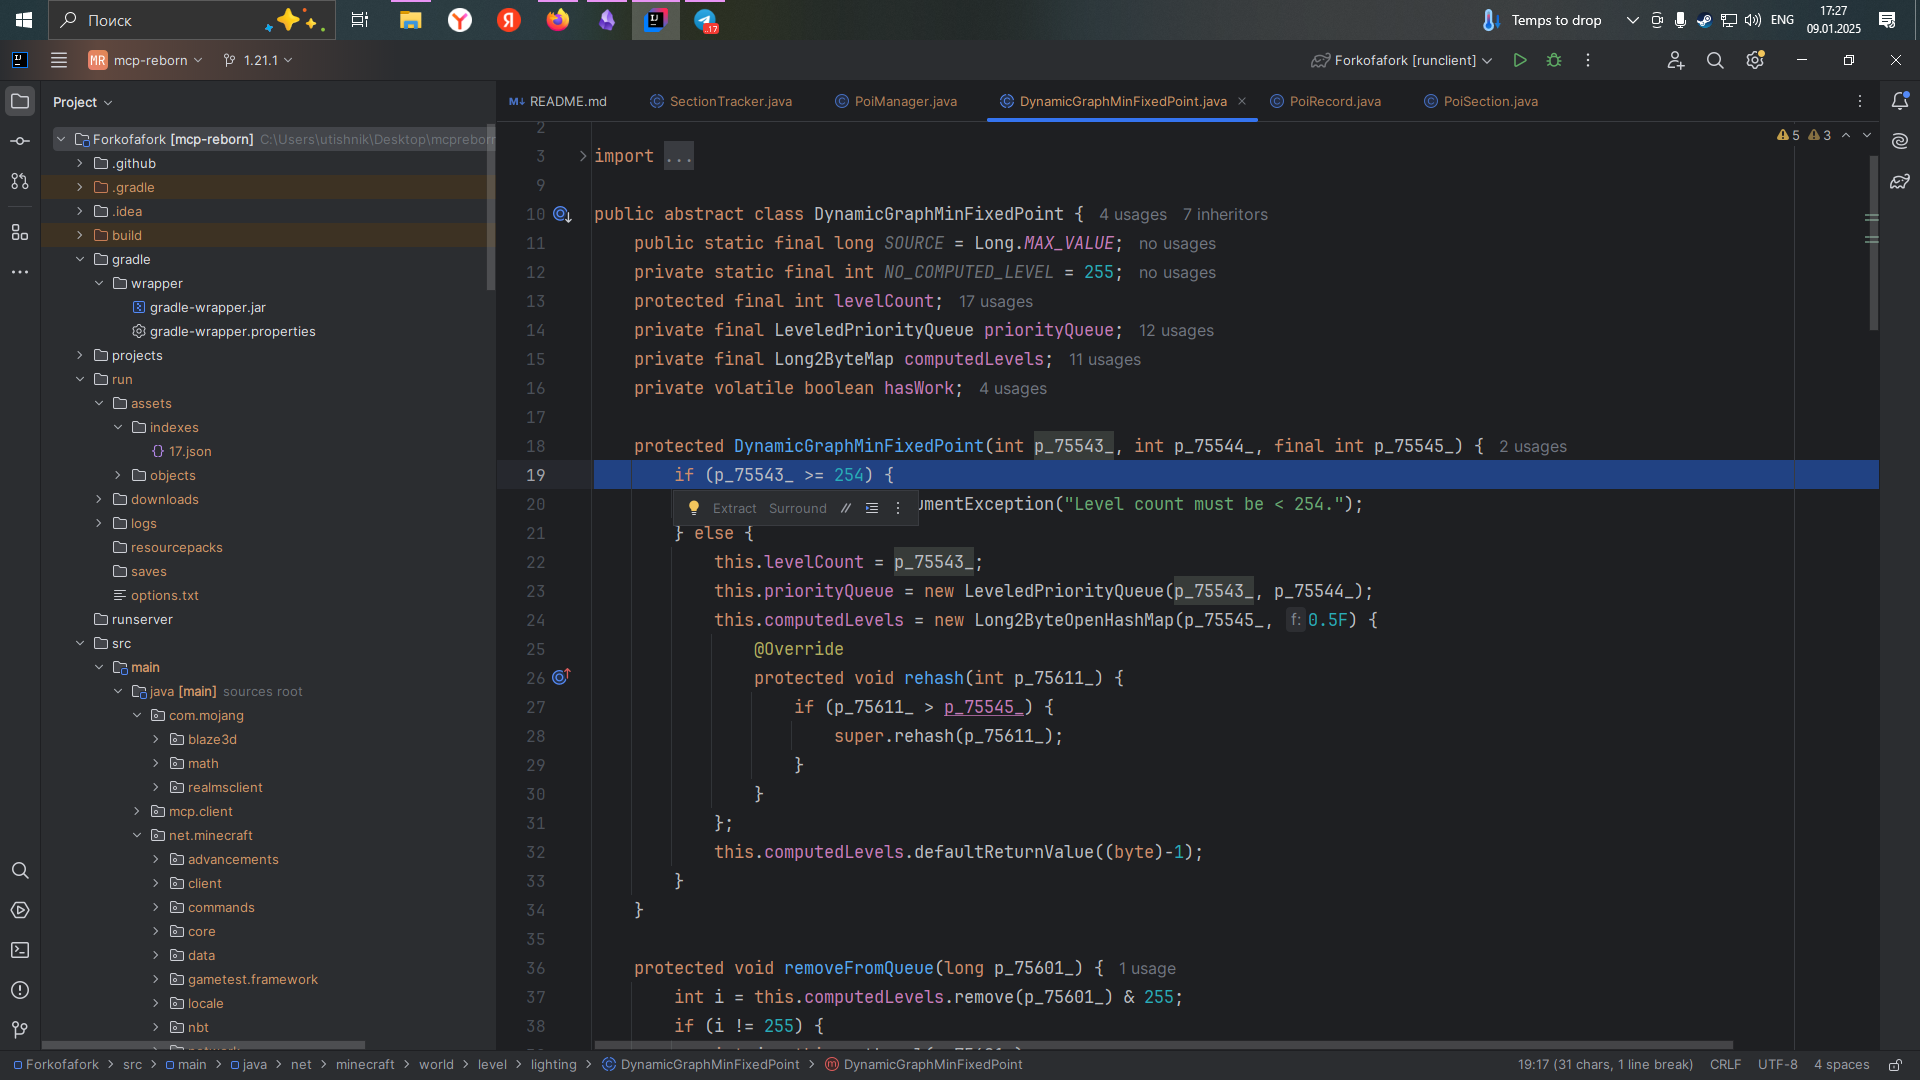 Поиск
17
Temps to drop
ENG
17:27
09.01.2025
MR mcp-reborn
1.21.1
Forkofafork [runclient]
Project
README.md
SectionTracker.java
PoiManager.java
DynamicGraphMinFixedPoint.java
PoiRecord.java
PoiSection.java
Forkofafork [mcp-reborn] C:\Users\utishnik\Desktop\mcpreborn
.github
.gradle
.idea
build
gradle
wrapper
gradle-wrapper.jar
gradle-wrapper.properties
projects
run
assets
indexes
17.json
objects
downloads
logs
resourcepacks
saves
options.txt
runserver
src
main
java [main] sources root
com.mojang
blaze3d
math
realmsclient
mcp.client
net.minecraft
advancements
client
commands
core
data
gametest.framework
locale
nbt
5 3
2
3 import ...
9
10 public abstract class DynamicGraphMinFixedPoint { 4 usages 7 inheritors
11 public static final long SOURCE = Long.MAX_VALUE; no usages
12 private static final int NO_COMPUTED_LEVEL = 255; no usages
13 protected final int levelCount; 17 usages
14 private final LeveledPriorityQueue priorityQueue; 12 usages
15 private final Long2ByteMap computedLevels; 11 usages
16 private volatile boolean hasWork; 4 usages
17
18 protected DynamicGraphMinFixedPoint(int p_75543_, int p_75544_, final int p_75545_) { 2 usages
19 if (p_75543_ >= 254) {
20 umentException("Level count must be < 254.");
Extract Surround //
21 } else {
22 this.levelCount = p_75543_;
23 this.priorityQueue = new LeveledPriorityQueue(p_75543_, p_75544_);
24 this.computedLevels = new Long2ByteOpenHashMap(p_75545_, f: 0.5F) {
25 @Override
26 protected void rehash(int p_75611_) {
27 if (p_75611_ > p_75545_) {
28 super.rehash(p_75611_);
29 }
30 }
31 };
32 this.computedLevels.defaultReturnValue((byte)-1);
33 }
34 }
35
36 protected void removeFromQueue(long p_75601_) { 1 usage
37 int i = this.computedLevels.remove(p_75601_) & 255;
38 if (i != 255) {
Forkofafork > src > main > java > net > minecraft > world > level > lighting > DynamicGraphMinFixedPoint > DynamicGraphMinFixedPoint
19:17 (31 chars, 1 line break) CRLF UTF-8 4 spaces